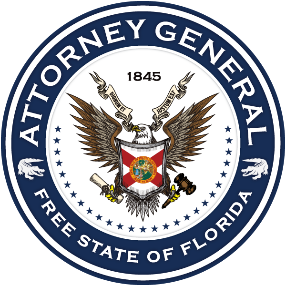 ATTORNEY GENERAL
1845
FREE STATE OF FLORIDA